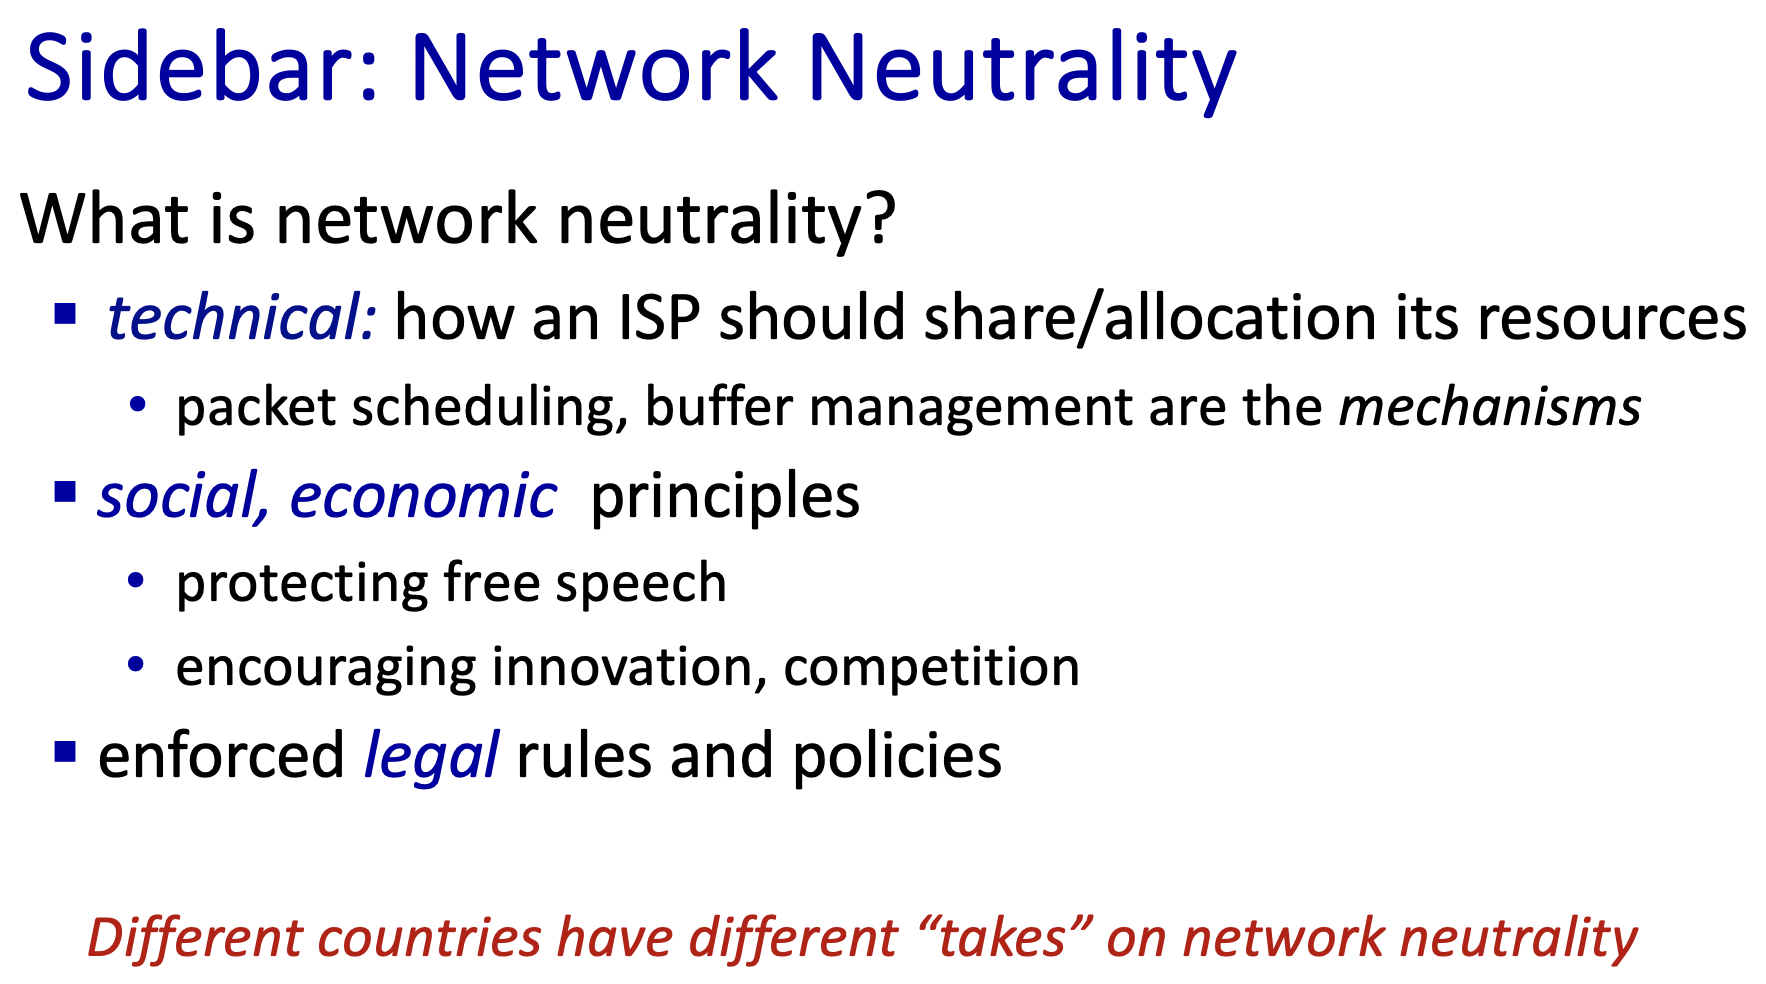 Sidebar: Network Neutrality
What is network neutrality?
▪ technical: how an ISP should share/allocation its resources
• packet scheduling, buffer management are the mechanisms
▪ social, economic principles
• protecting free speech
• encouraging innovation, competition
▪ enforced legal rules and policies
Different countries have different “takes” on network neutrality